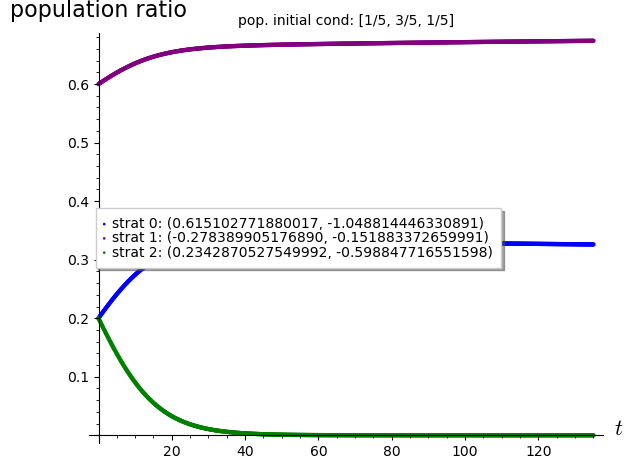 population ratio
pop. initial cond: [1/5, 3/5, 1/5]
0.6
0.5
0.4
strat 0: (0.615102771880017, -1.048814446330891)
strat 1: (-0.278389905176890, -0.151883372659991)
strat 2: (0.2342870527549992, -0.598847716551598)
0.3
0.2
0.1
t
20 40 60 80 100 120